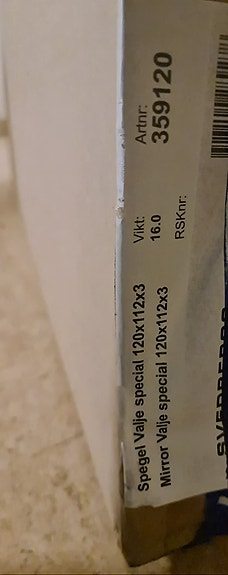 Spegel Valje special 120x112x3
Mirror Valje special 120x112x3
Vikt:
16.0
RSKnr:
Artnr:
359120